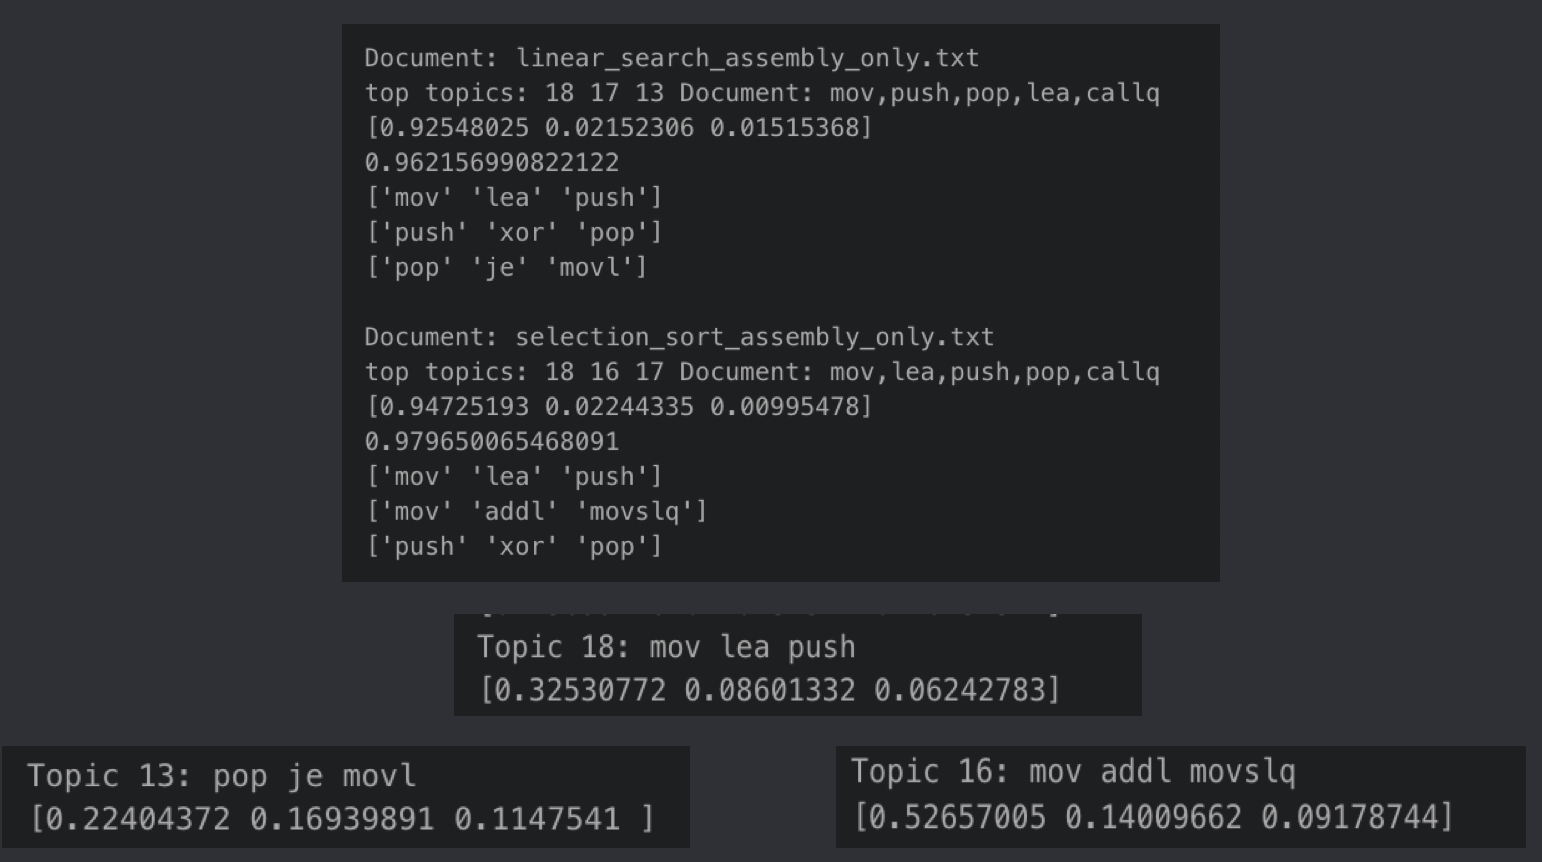 Document: linear_search_assembly_only.txt
top topics: 18 17 13 Document: mov,push,pop,lea,callq
[0.92548025 0.02152306 0.01515368]
0.962156990822122
['mov' 'lea' 'push']
['push' 'xor' 'pop']
['pop' 'je' 'movl']
Document: selection_sort_assembly_only.txt
top topics: 18 16 17 Document: mov,lea,push,pop,callq
[0.94725193 0.02244335 0.00995478]
0.979650065468091
['mov' 'lea' 'push']
['mov' 'addl' 'movslq']
['push' 'xor' 'pop']
Topic 18: mov lea push
[0.32530772 0.08601332 0.06242783]
Topic 13: pop je movl
[0.22404372 0.16939891 0.1147541 ]
Topic 16: mov addl movslq
[0.52657005 0.14009662 0.09178744]